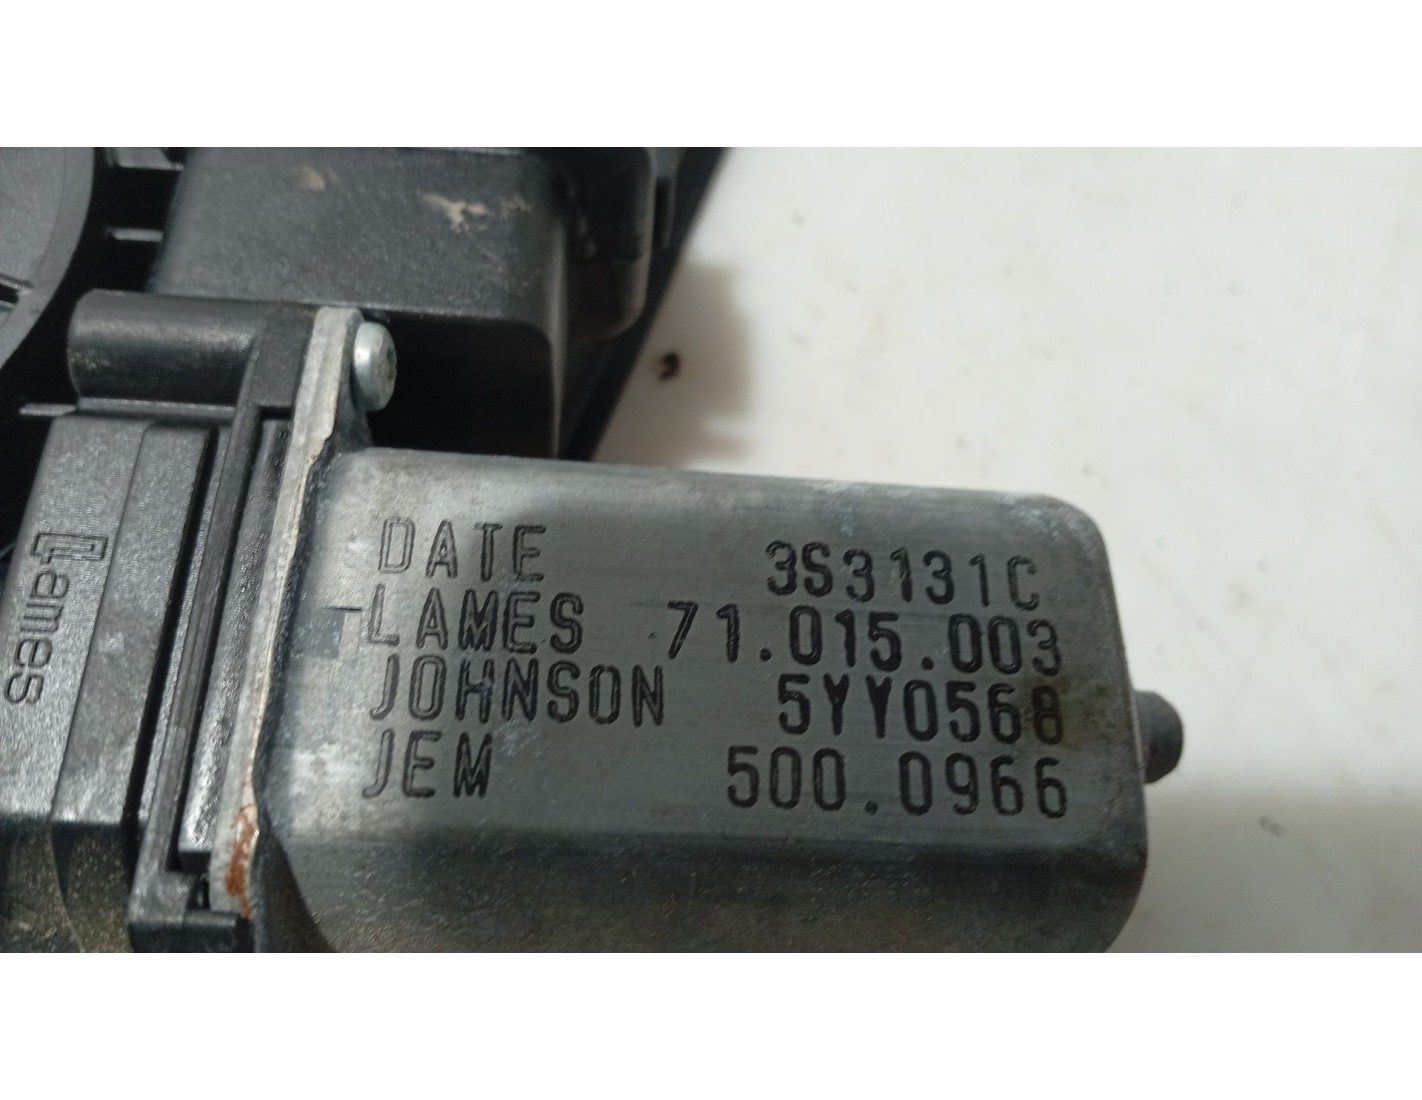 DATE 3S3131C
LAMES 71.015.003
JOHNSON 5YY0568
JEM 500.0966
Lames